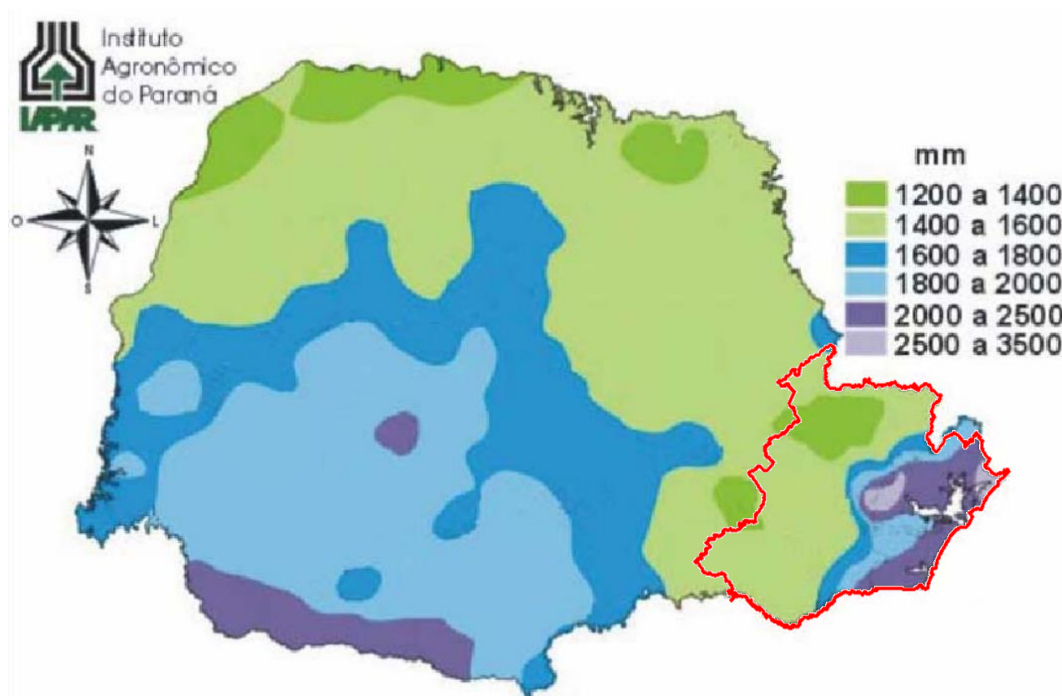 Instituto
Agronômico
do Paraná
IAPAR
N
O
L
S
mm
1200 a 1400
1400 a 1600
1600 a 1800
1800 a 2000
2000 a 2500
2500 a 3500